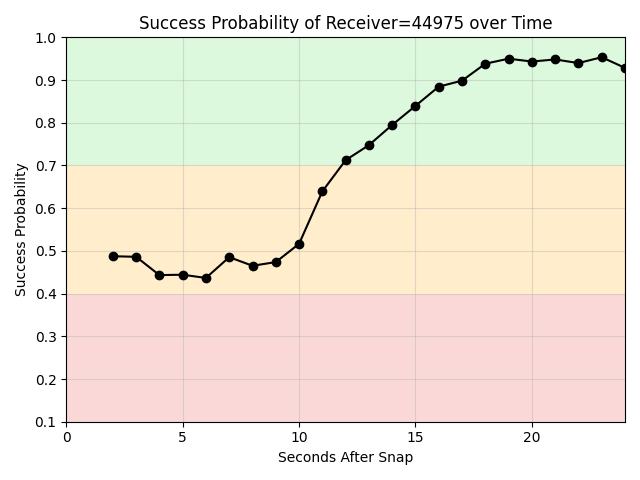 Success Probability of Receiver=44975 over Time
1.0
0.9
0.8
0.7
0.6
0.5
0.4
0.3
0.2
0.1
Success Probability
0 5 10 15 20
Seconds After Snap